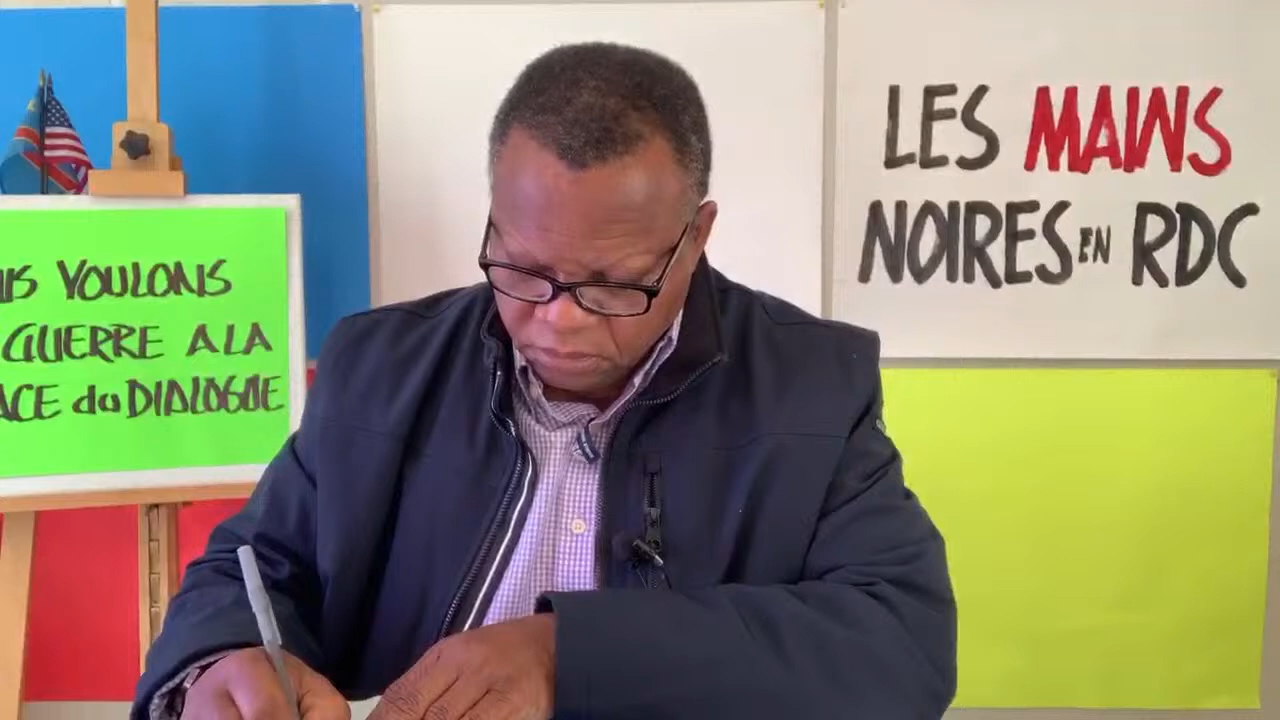 LES MAINS
NOIRES EN RDC
VOULONS
GUERRE A LA
du DIALOGUE